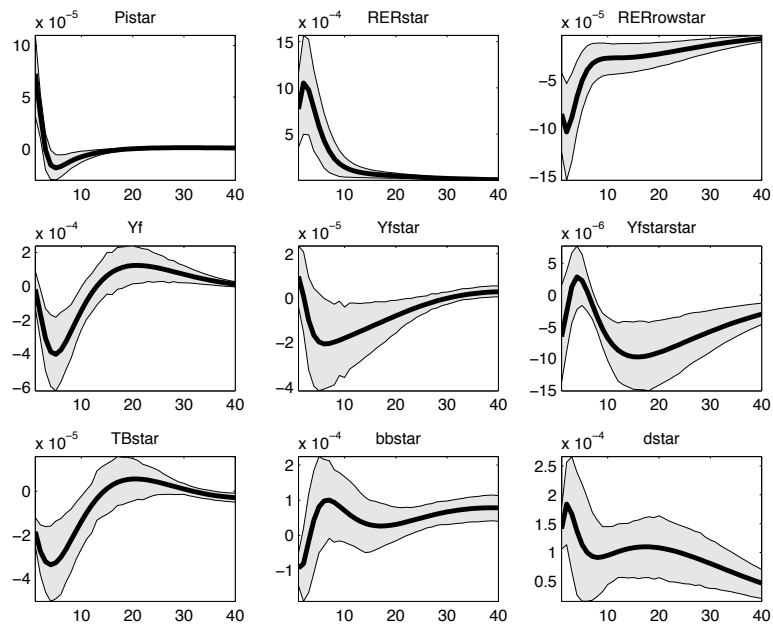 Pistar
x 10^-5
10
5
0
10 20 30 40
RERstar
x 10^-4
15
10
5
10 20 30 40
RERrowstar
x 10^-5
−5
−10
−15
10 20 30 40
Yf
x 10^-4
2
0
−2
−4
−6
10 20 30 40
Yfstar
x 10^-5
2
0
−2
−4
10 20 30 40
Yfstarstar
x 10^-6
5
0
−5
−10
−15
10 20 30 40
TBstar
x 10^-5
0
−2
−4
10 20 30 40
bbstar
x 10^-4
2
1
0
−1
10 20 30 40
dstar
x 10^-4
2.5
2
1.5
1
0.5
10 20 30 40